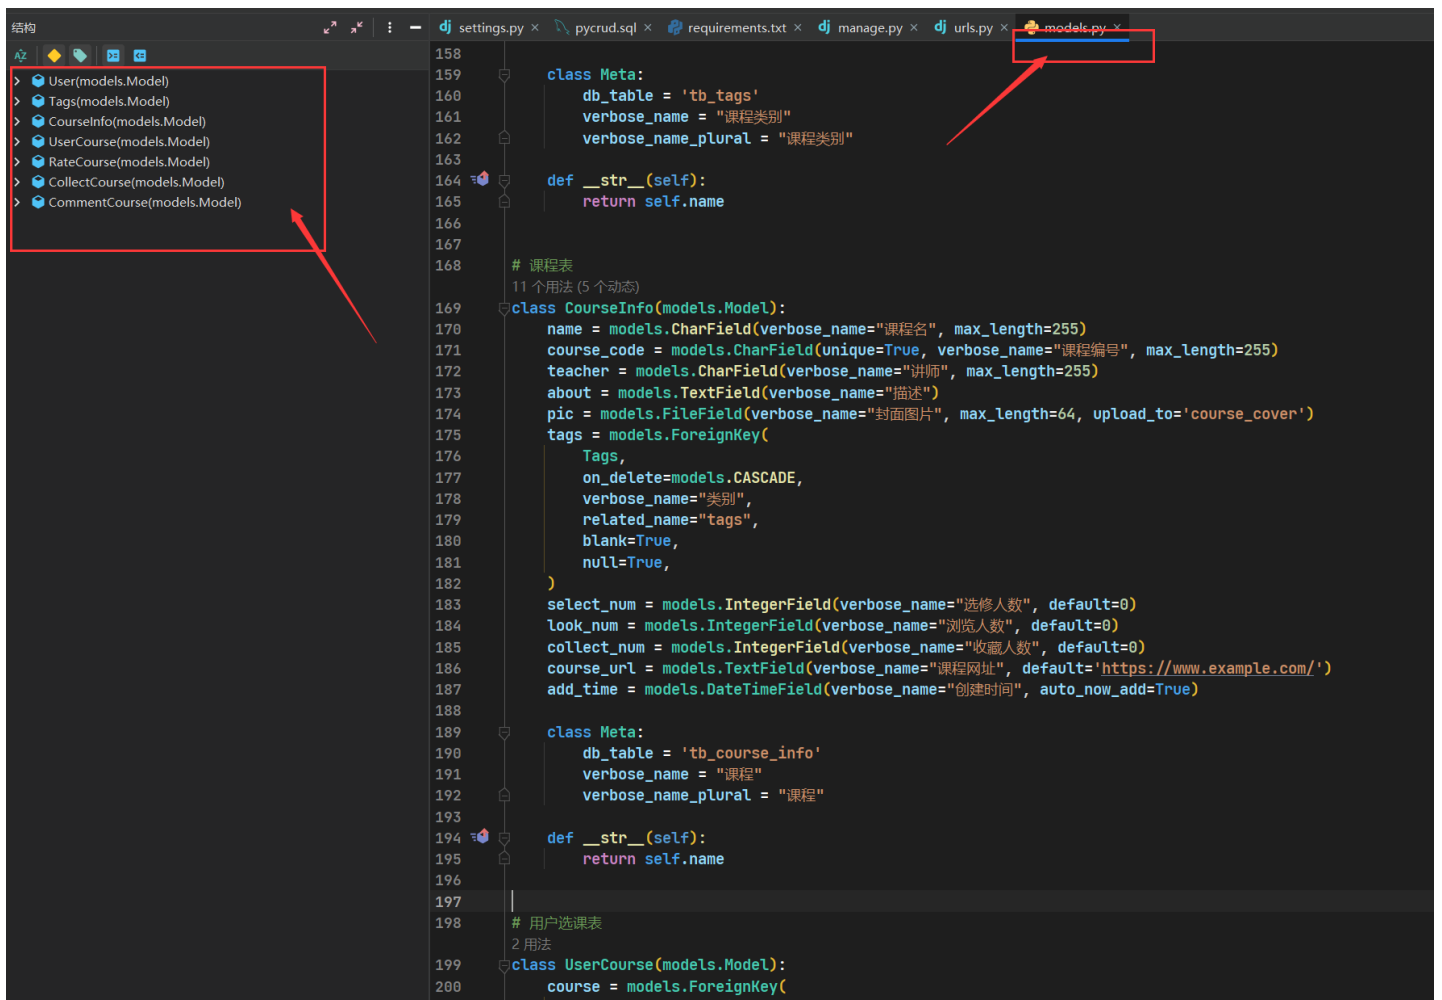 结构
settings.py × pycrud.sql × requirements.txt × manage.py × urls.py × models.py ×
User(models.Model)
Tags(models.Model)
CourseInfo(models.Model)
UserCourse(models.Model)
RateCourse(models.Model)
CollectCourse(models.Model)
CommentCourse(models.Model)
158
159 class Meta:
160 db_table = 'tb_tags'
161 verbose_name = "课程类别"
162 verbose_name_plural = "课程类别"
163
164 def __str__(self):
165 return self.name
166
167
168 # 课程表
11 个用法 (5 个动态)
169 class CourseInfo(models.Model):
170 name = models.CharField(verbose_name="课程名", max_length=255)
171 course_code = models.CharField(unique=True, verbose_name="课程编号", max_length=255)
172 teacher = models.CharField(verbose_name="讲师", max_length=255)
173 about = models.TextField(verbose_name="描述")
174 pic = models.FileField(verbose_name="封面图片", max_length=64, upload_to='course_cover')
175 tags = models.ForeignKey(
176 Tags,
177 on_delete=models.CASCADE,
178 verbose_name="类别",
179 related_name="tags",
180 blank=True,
181 null=True,
182 )
183 select_num = models.IntegerField(verbose_name="选修人数", default=0)
184 look_num = models.IntegerField(verbose_name="浏览人数", default=0)
185 collect_num = models.IntegerField(verbose_name="收藏人数", default=0)
186 course_url = models.TextField(verbose_name="课程网址", default='https://www.example.com/')
187 add_time = models.DateTimeField(verbose_name="创建时间", auto_now_add=True)
188
189 class Meta:
190 db_table = 'tb_course_info'
191 verbose_name = "课程"
192 verbose_name_plural = "课程"
193
194 def __str__(self):
195 return self.name
196
197
198 # 用户选课表
2 用法
199 class UserCourse(models.Model):
200 course = models.ForeignKey(